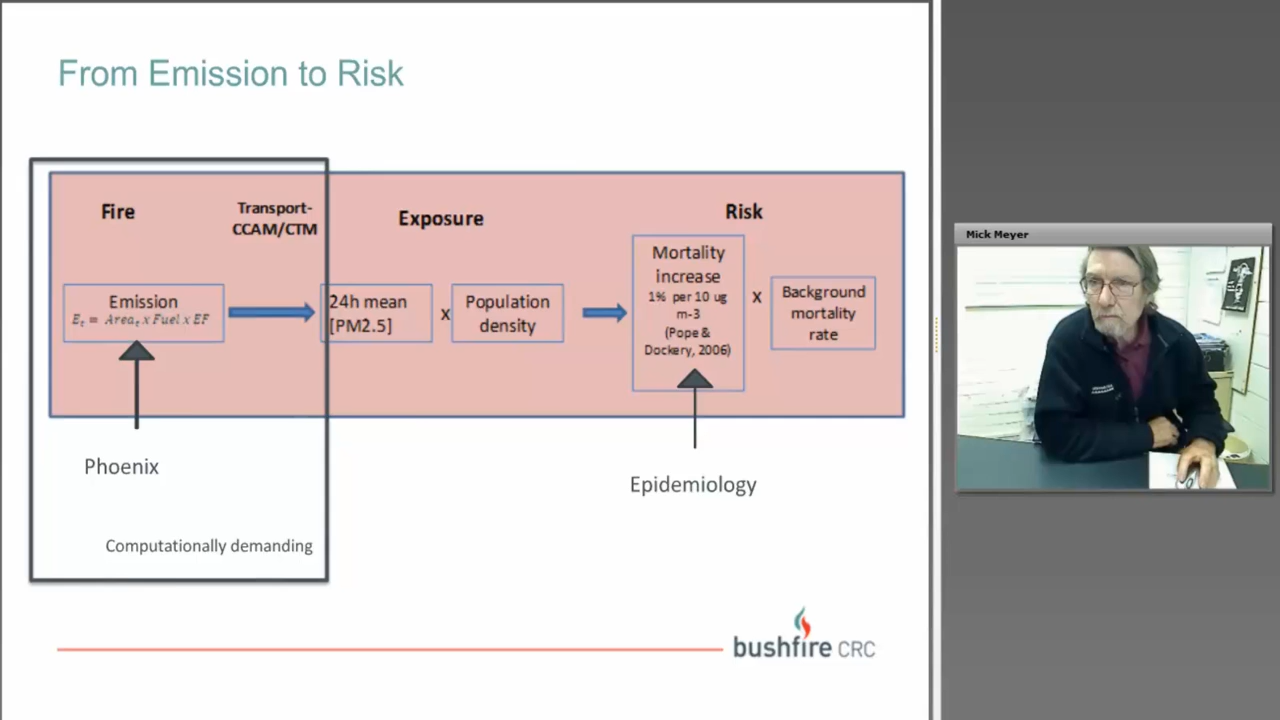 From Emission to Risk
Fire
Transport-
CCAM/CTM
Exposure
Risk
Emission
E_t = Area_t x Fuel x EF
24h mean
[PM2.5]
x
Population
density
Mortality
increase
1% per 10 ug
m-3
(Pope &
Dockery, 2006)
x
Background
mortality
rate
Phoenix
Epidemiology
Computationally demanding
bushfire CRC
Mick Meyer